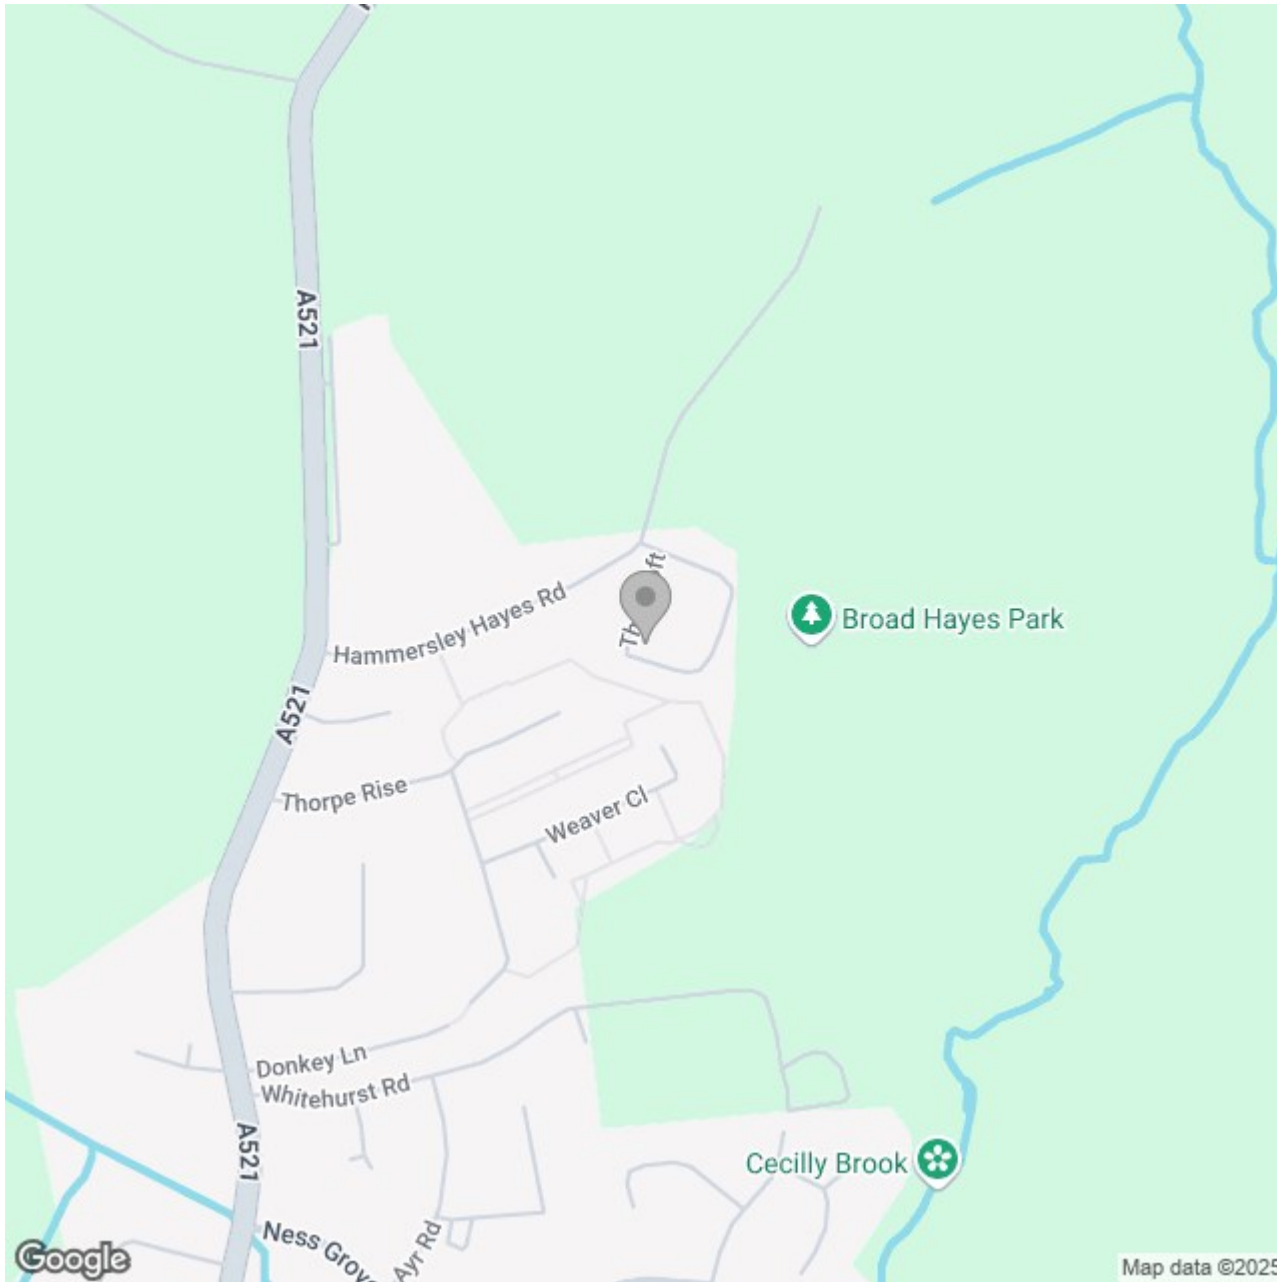 A521
Hammersley Hayes Rd
Broad Hayes Park
A521
Thorpe Rise
Weaver Cl
Donkey Ln
Whitehurst Rd
A521
Cecilly Brook
Ness Grove
Ayr Rd
Google
Map data ©2025